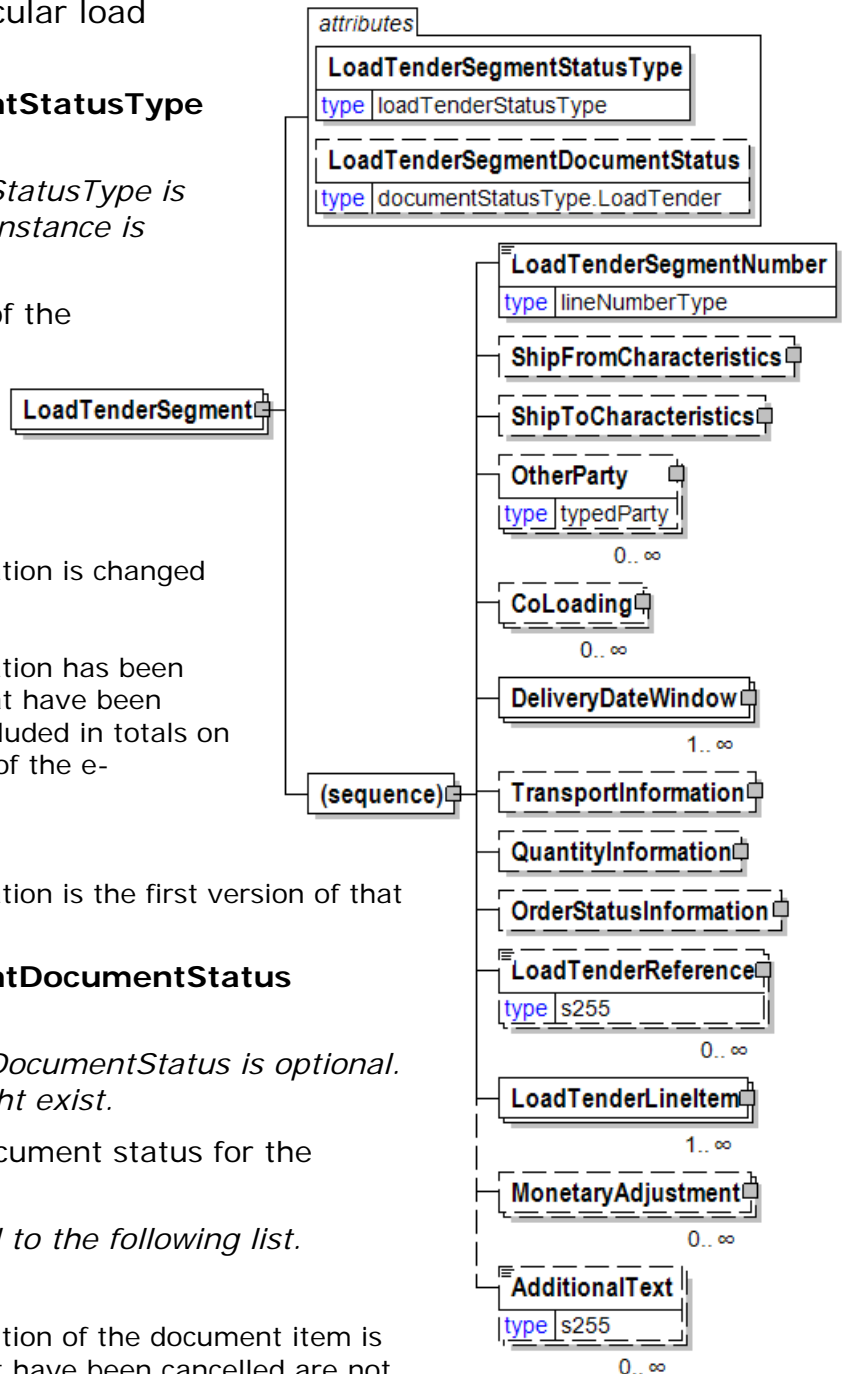 cular load
ntStatusType
StatusType is
nstance is
of the
tion is changed
tion has been
at have been
luded in totals on
of the e-
tion is the first version of that
ntDocumentStatus
DocumentStatus is optional.
ht exist.
cument status for the
d to the following list.
tion of the document item is
t have been cancelled are not
LoadTenderSegment
attributes
LoadTenderSegmentStatusType
type loadTenderStatusType
LoadTenderSegmentDocumentStatus
type documentStatusType.LoadTender
(sequence)
LoadTenderSegmentNumber
type lineNumberType
ShipFromCharacteristics
ShipToCharacteristics
OtherParty
type typedParty
0.. ∞
CoLoading
0.. ∞
DeliveryDateWindow
1.. ∞
TransportInformation
QuantityInformation
OrderStatusInformation
LoadTenderReference
type s255
0.. ∞
LoadTenderLineItem
1.. ∞
MonetaryAdjustment
0.. ∞
AdditionalText
type s255
0.. ∞